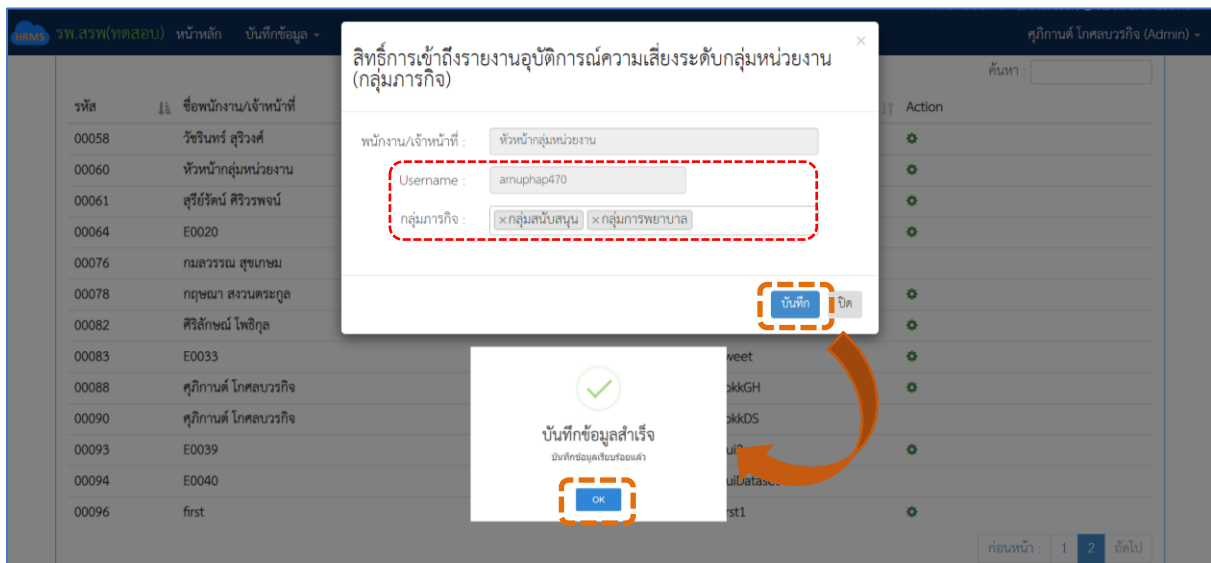 HRMS รพ.สรพ(ทดสอบ) หน้าหลัก บันทึกข้อมูล ศุภิกานต์ โกศลบวรกิจ (Admin)
สิทธิ์การเข้าถึงรายงานอุบัติการณ์ความเสี่ยงระดับกลุ่มหน่วยงาน
(กลุ่มภารกิจ)
×
ค้นหา :
รหัส ชื่อพนักงาน/เจ้าหน้าที่ Action
00058 วัชรินทร์ สุริวงค์
พนักงาน/เจ้าหน้าที่ : หัวหน้ากลุ่มหน่วยงาน
00060 หัวหน้ากลุ่มหน่วยงาน
Username : arnuphap470
00061 สุรีย์รัตน์ ศิริวรพจน์
กลุ่มภารกิจ : ×กลุ่มสนับสนุน ×กลุ่มการพยาบาล
00064 E0020
00076 กมลวรรณ สุขเกษม
00078 กฤษณา สงวนตระกูล
บันทึก ปิด
00082 ศิริลักษณ์ โพธิกุล
00083 E0033 weet
00088 ศุภิกานต์ โกศลบวรกิจ okkGH
00090 ศุภิกานต์ โกศลบวรกิจ okkDS
บันทึกข้อมูลสำเร็จ
00093 E0039
บันทึกข้อมูลเรียบร้อยแล้ว
00094 E0040 uiDataset
OK
00096 first rst1
ก่อนหน้า : 1 2 ถัดไป